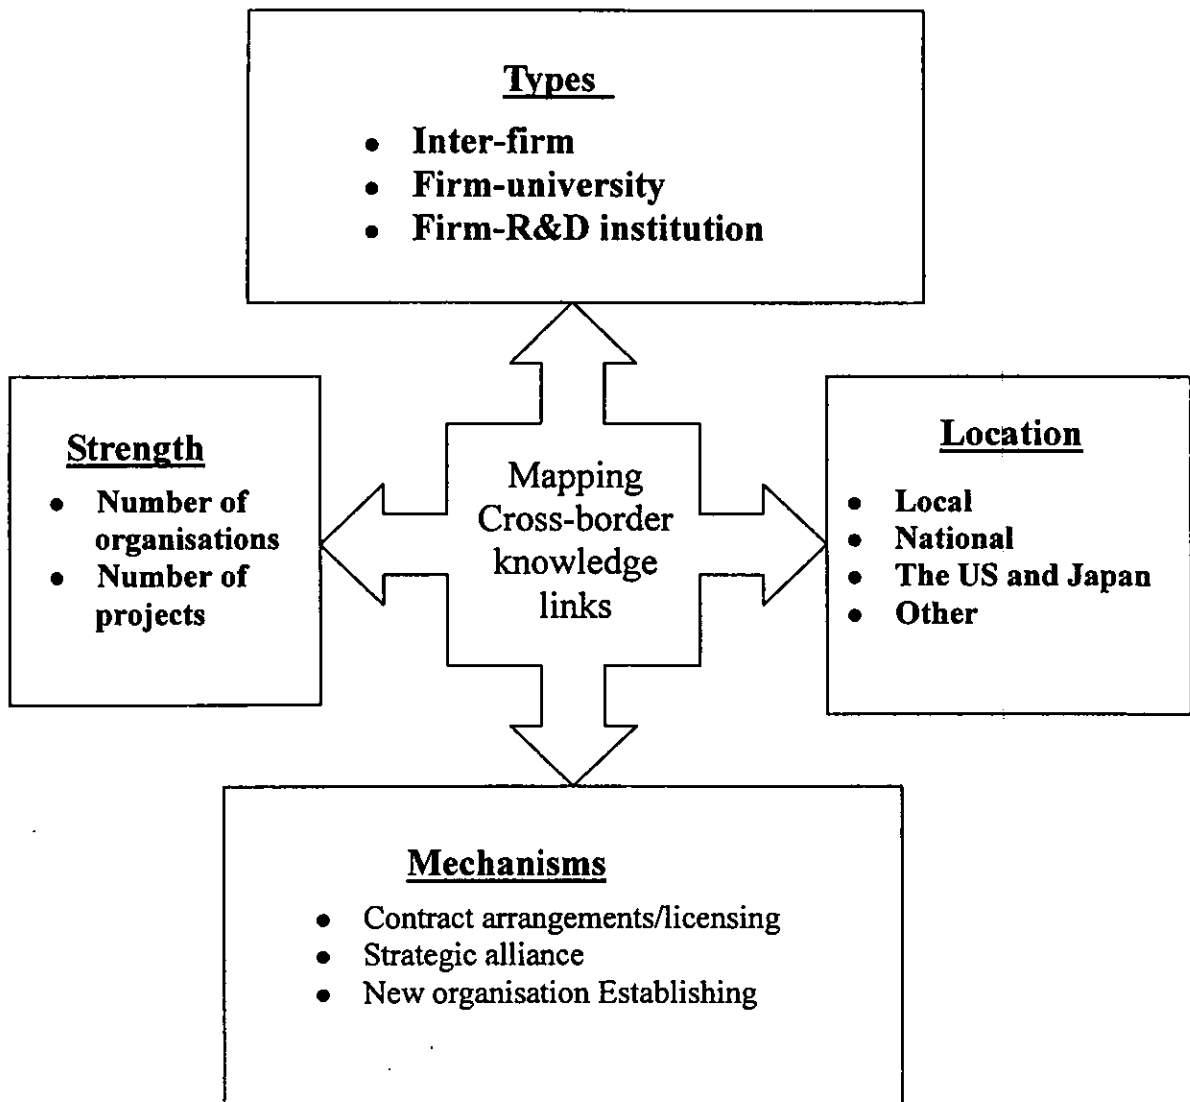 Types
• Inter-firm
• Firm-university
• Firm-R&D institution
Strength
• Number of
organisations
• Number of
projects
Mapping
Cross-border
knowledge
links
Location
• Local
• National
• The US and Japan
• Other
Mechanisms
• Contract arrangements/licensing
• Strategic alliance
• New organisation Establishing